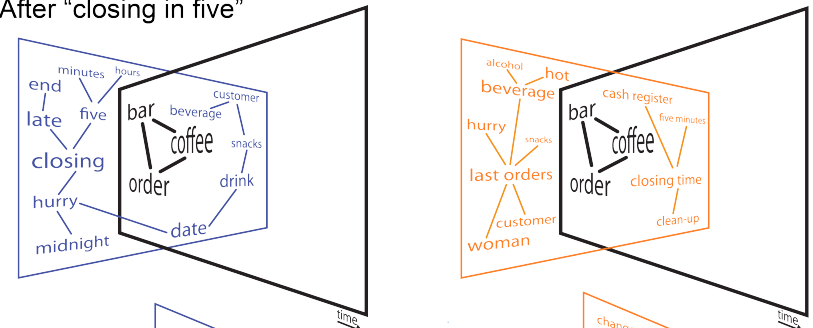 After “closing in five”
minutes
hours
end
late
five
closing
hurry
midnight
date
customer
beverage
snacks
drink
bar
coffee
order
time
alcohol
hot
beverage
hurry
snacks
last orders
customer
woman
bar
coffee
order
cash register
five minutes
closing time
clean-up
time